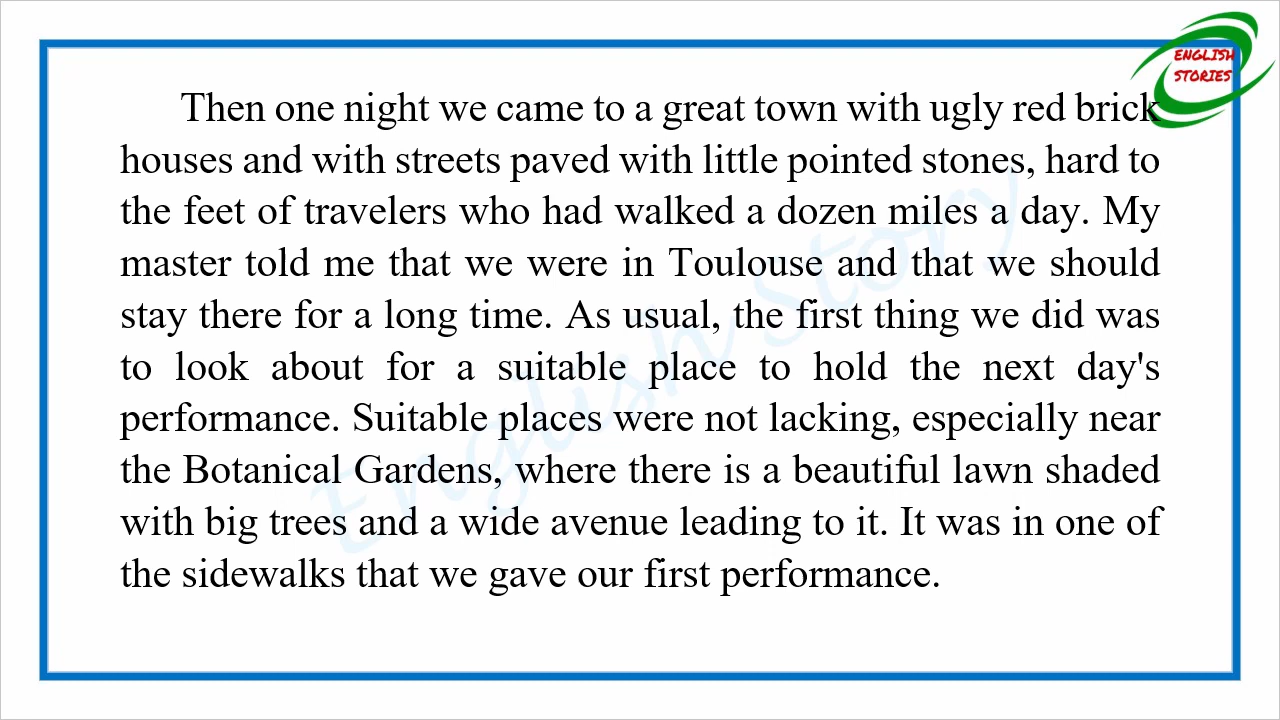 ENGLISH
STORIES
Then one night we came to a great town with ugly red brick
houses and with streets paved with little pointed stones, hard to
the feet of travelers who had walked a dozen miles a day. My
master told me that we were in Toulouse and that we should
stay there for a long time. As usual, the first thing we did was
to look about for a suitable place to hold the next day's
performance. Suitable places were not lacking, especially near
the Botanical Gardens, where there is a beautiful lawn shaded
with big trees and a wide avenue leading to it. It was in one of
the sidewalks that we gave our first performance.
English Story